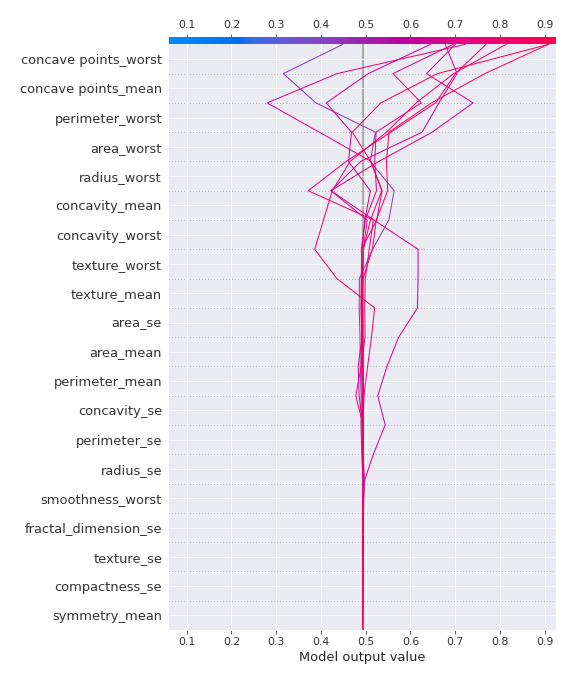 0.1 0.2 0.3 0.4 0.5 0.6 0.7 0.8 0.9
concave points_worst
concave points_mean
perimeter_worst
area_worst
radius_worst
concavity_mean
concavity_worst
texture_worst
texture_mean
area_se
area_mean
perimeter_mean
concavity_se
perimeter_se
radius_se
smoothness_worst
fractal_dimension_se
texture_se
compactness_se
symmetry_mean
0.1 0.2 0.3 0.4 0.5 0.6 0.7 0.8 0.9
Model output value